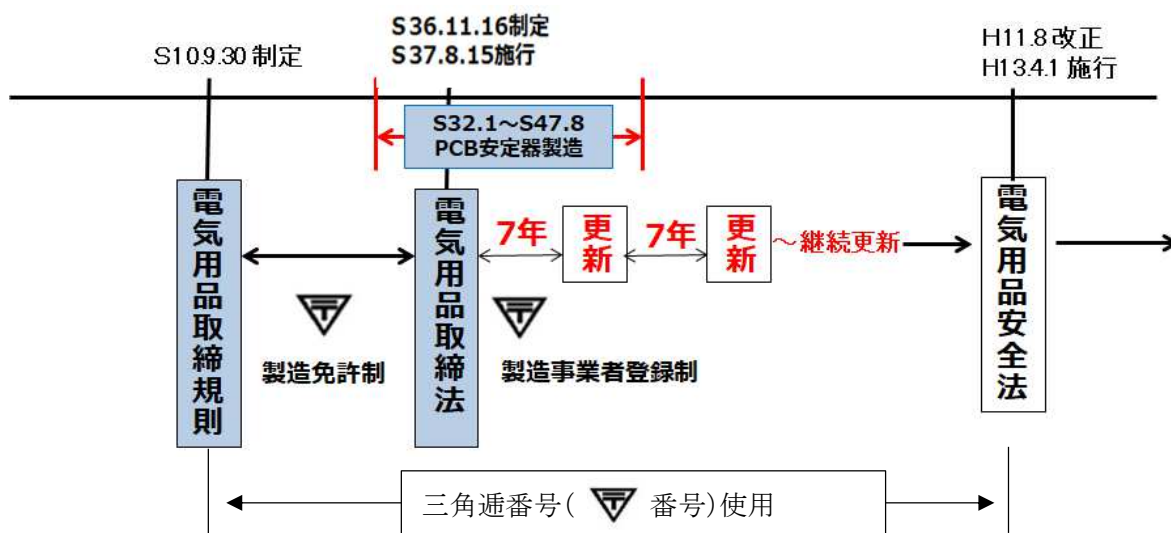 S10.9.30 制定
S36.11.16制定
S37.8.15施行
H11.8 改正
H13.4.1 施行
S32.1～S47.8
PCB安定器製造
電気用品取締規則
製造免許制
電気用品取締法
7年
更新
7年
更新
～継続更新
製造事業者登録制
電気用品安全法
三角逓番号( 〒 番号)使用